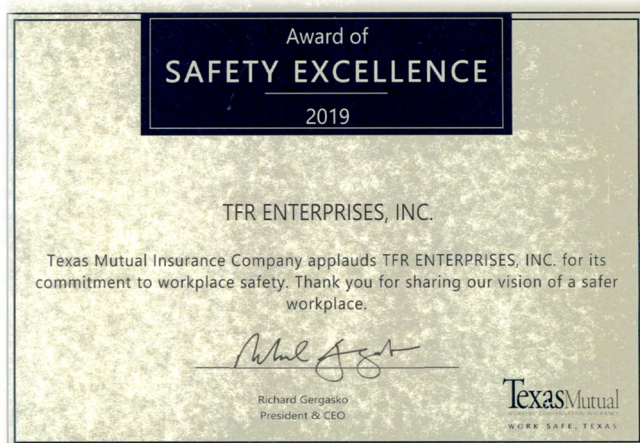 Award of
SAFETY EXCELLENCE
2019
TFR ENTERPRISES, INC.
Texas Mutual Insurance Company applauds TFR ENTERPRISES, INC. for its
commitment to workplace safety. Thank you for sharing our vision of a safer
workplace.
Richard Gergasko
President & CEO
TexasMutual
WORK SAFE, TEXAS